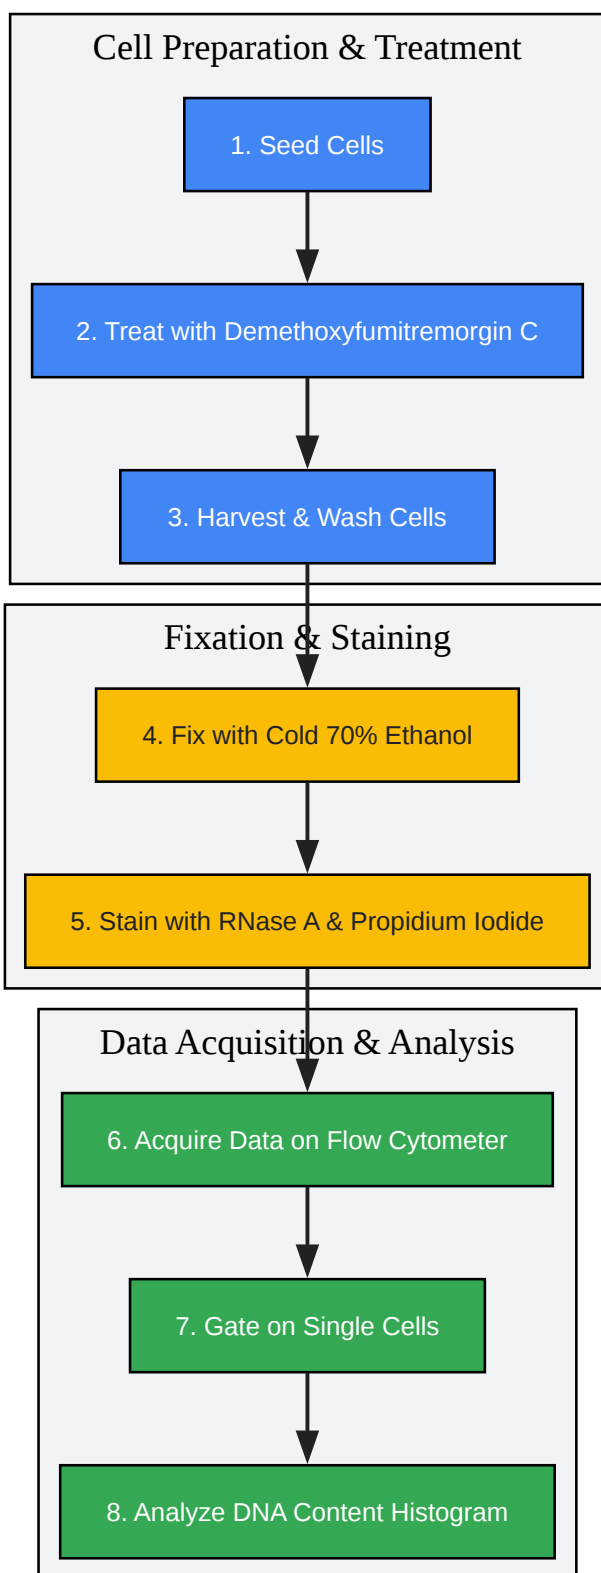 Cell Preparation & Treatment
1. Seed Cells
2. Treat with Demethoxyfumitremorgin C
3. Harvest & Wash Cells
Fixation & Staining
4. Fix with Cold 70% Ethanol
5. Stain with RNase A & Propidium Iodide
Data Acquisition & Analysis
6. Acquire Data on Flow Cytometer
7. Gate on Single Cells
8. Analyze DNA Content Histogram